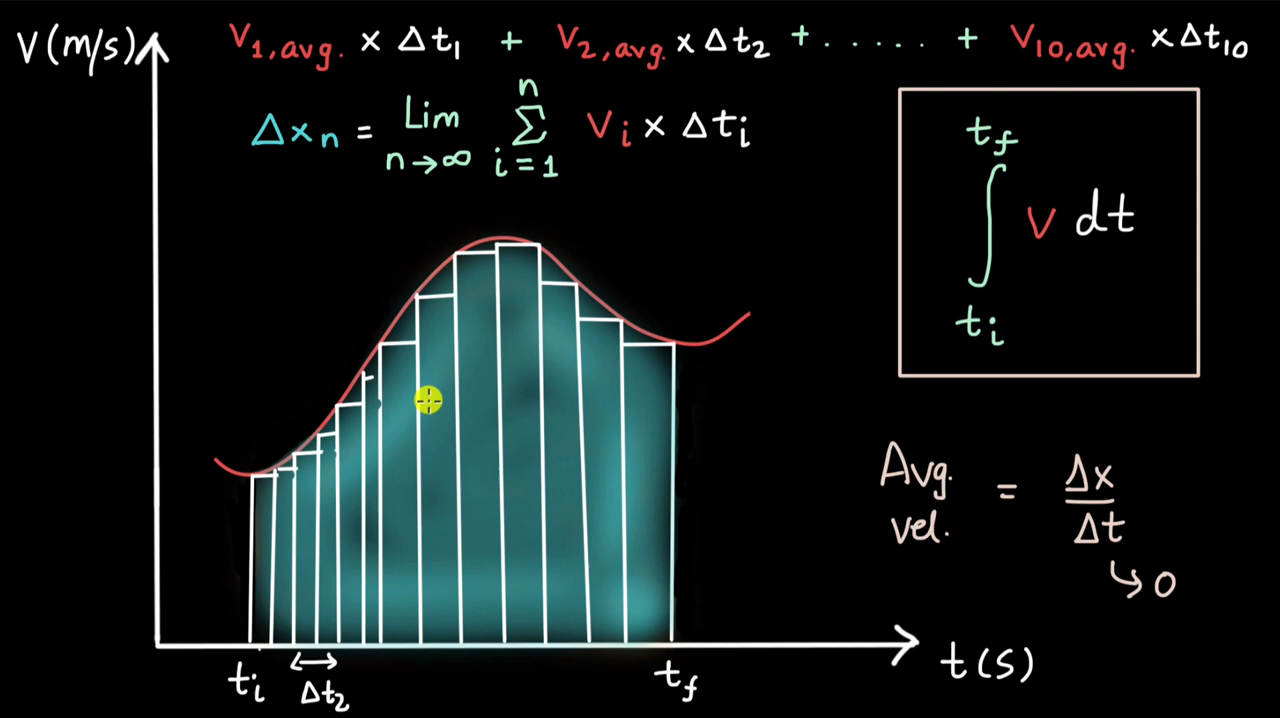 V(m/s)
V1,avg. × Δt1 + V2,avg. × Δt2 + ..... + V10,avg. × Δt10
Δxn = Lim n→∞ n Σ i=1 Vi × Δti
tf
∫ v dt
ti
Avg. vel. = Δx / Δt
↳ 0
ti
Δt2
tf
t(s)